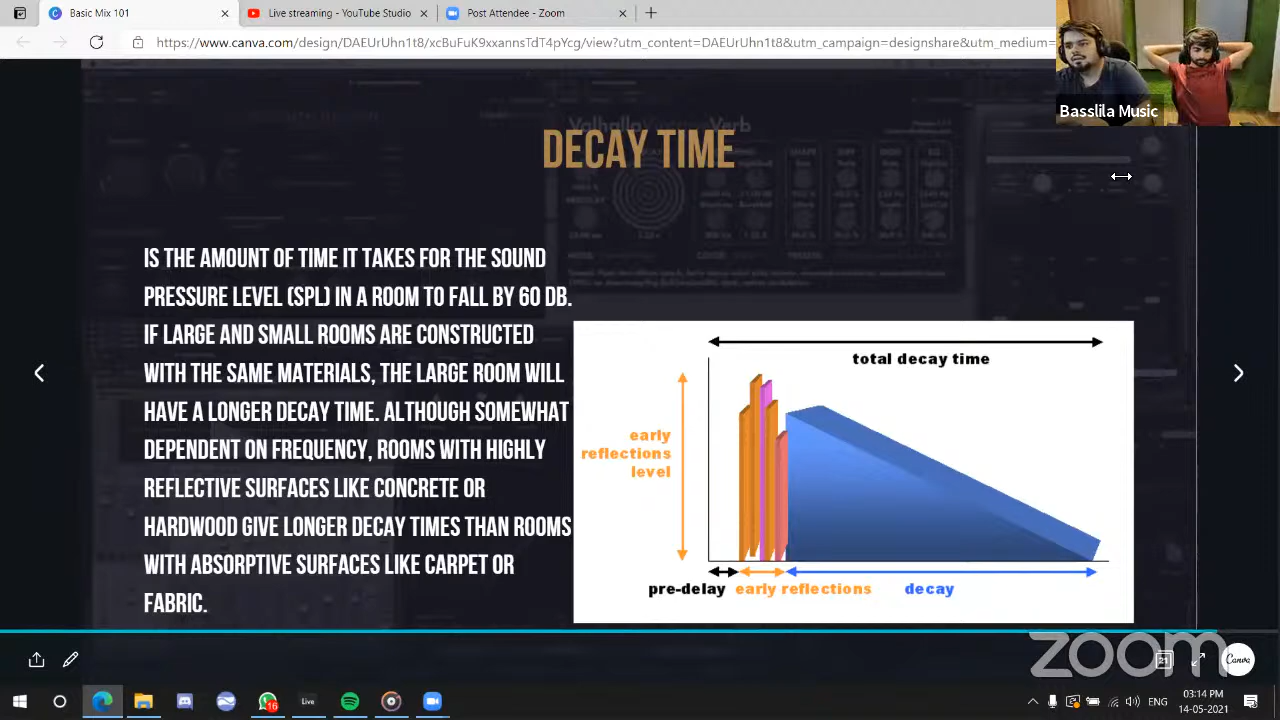 Basic Mix 101
Live streaming - YouTube Studio
Post Attendee - Zoom
https://www.canva.com/design/DAErUrUhn1t8/xcBuFuK9xxannsTdT4pYcg/view?utm_content=DAEUrUhn1t8&utm_campaign=designshare&utm_medium=
Basslila Music
DECAY TIME
IS THE AMOUNT OF TIME IT TAKES FOR THE SOUND
PRESSURE LEVEL (SPL) IN A ROOM TO FALL BY 60 DB.
IF LARGE AND SMALL ROOMS ARE CONSTRUCTED
WITH THE SAME MATERIALS, THE LARGE ROOM WILL
HAVE A LONGER DECAY TIME. ALTHOUGH SOMEWHAT
DEPENDENT ON FREQUENCY, ROOMS WITH HIGHLY
REFLECTIVE SURFACES LIKE CONCRETE OR
HARDWOOD GIVE LONGER DECAY TIMES THAN ROOMS
WITH ABSORPTIVE SURFACES LIKE CARPET OR
FABRIC.
total decay time
early
reflections
level
pre-delay early reflections decay
zoom
21
Canva
16
Live
ENG
03:14 PM
14-05-2021